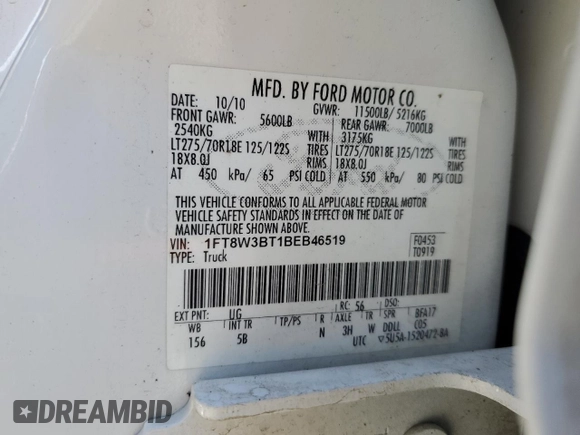 MFD. BY FORD MOTOR CO.
DATE: 10/10 GVWR: 11500LB/ 5216KG
FRONT GAWR: 5600LB REAR GAWR: 7000LB
2540KG WITH 3175KG WITH
LT275/70R18E 125/122S TIRES LT275/70R18E 125/122S TIRES
18X8.0J RIMS 18X8.0J RIMS
AT 450 kPa/ 65 PSI COLD AT 550 kPa/ 80 PSI COLD
THIS VEHICLE CONFORMS TO ALL APPLICABLE FEDERAL MOTOR
VEHICLE SAFETY STANDARDS IN EFFECT ON THE DATE OF
MANUFACTURE SHOWN ABOVE.
VIN: 1FT8W3BT1BEB46519 F0453
TYPE: Truck T0919
EXT PNT: UG RC: 56 DSO:
WB INT TR TP/PS R AXLE TR SPR BFA17
156 5B N 3H W DDLL C05
UTC 5U5A-1520472-BA
DREAMBID